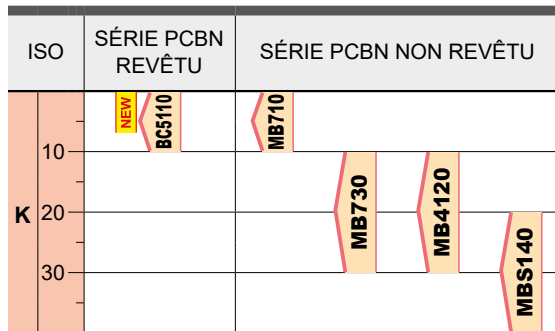 ISO
SÉRIE PCBN
REVÊTU
SÉRIE PCBN NON REVÊTU
NEW
BC5110
MB710
10
MB730
MB4120
K
20
MBS140
30